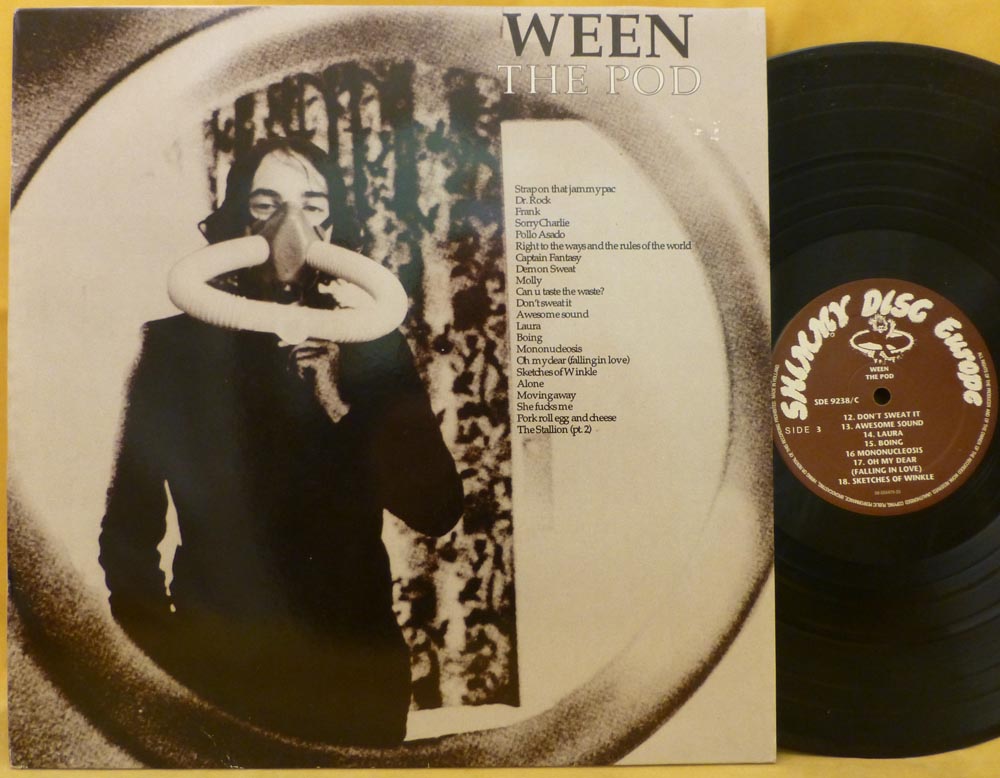 WEEN
THE POD
Strap on that jammypac
Dr. Rock
Frank
Sorry Charlie
Pollo Asado
Right to the ways and the rules of the world
Captain Fantasy
Demon Sweat
Molly
Can u taste the waste?
Don't sweat it
Awesome sound
Laura
Boing
Mononucleosis
Oh my dear (falling in love)
Sketches of Winkle
Alone
Moving away
She fucks me
Pork roll egg and cheese
The Stallion (pt. 2)
SHIMMY DISC Europe
WEEN
THE POD
SDE 9238/C
SIDE 3
12. DON'T SWEAT IT
13. AWESOME SOUND
14. LAURA
15. BOING
16 MONONUCLEOSIS
17. OH MY DEAR
(FALLING IN LOVE)
18. SKETCHES OF WINKLE